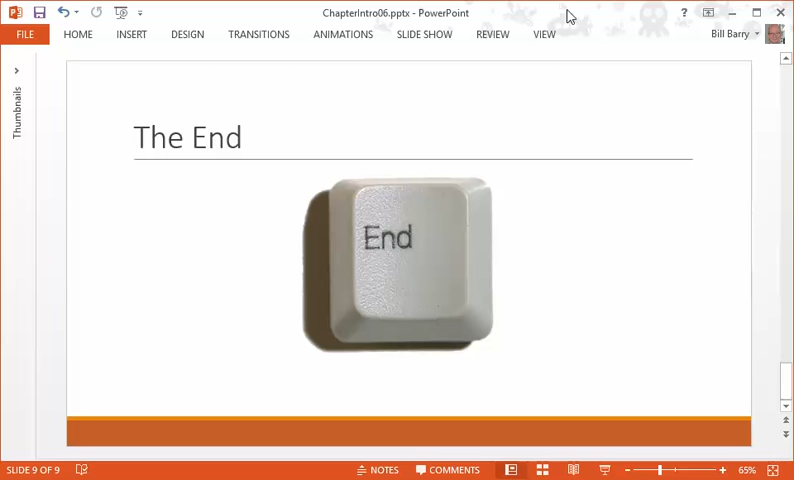 ChapterIntro06.pptx - PowerPoint
?
FILE HOME INSERT DESIGN TRANSITIONS ANIMATIONS SLIDE SHOW REVIEW VIEW Bill Barry
Thumbnails
The End
End
SLIDE 9 OF 9 NOTES COMMENTS 65%